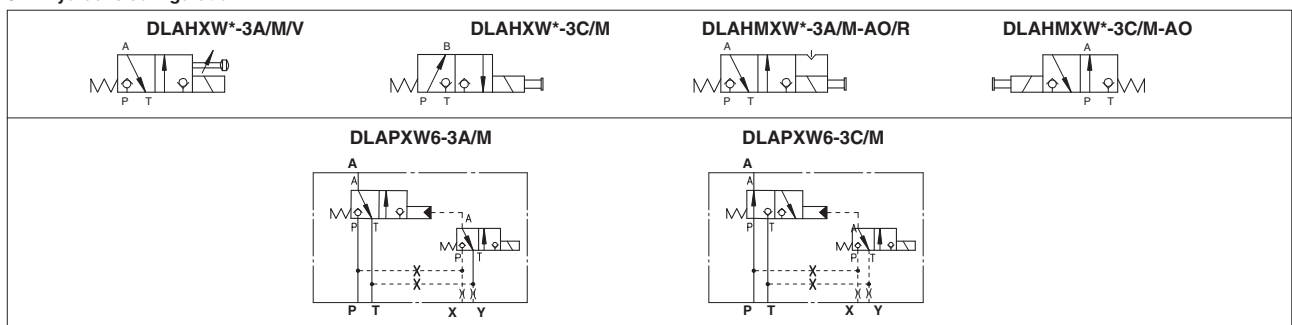 DLAHXW*-3A/M/V DLAHXW*-3C/M DLAHMXW*-3A/M-AO/R DLAHMXW*-3C/M-AO
A B A A
P T P T P T P T
DLAPXW6-3A/M DLAPXW6-3C/M
A A
A A
P T P T
A A
P T P T
P T X Y P T X Y